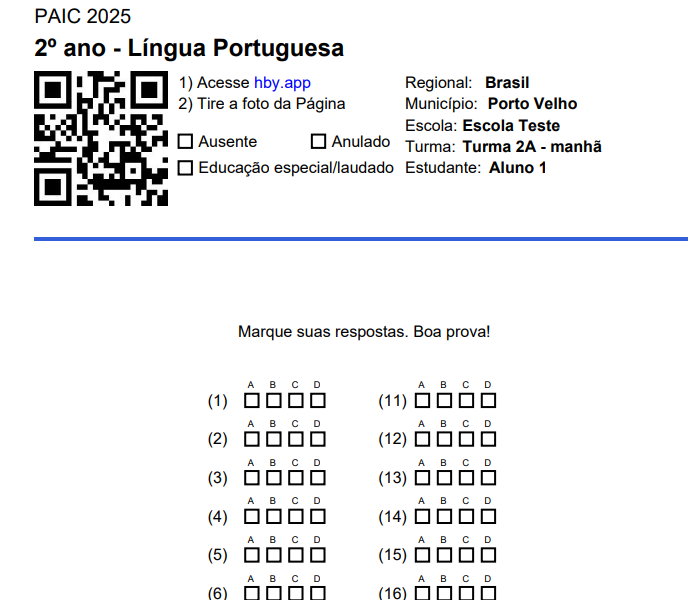 PAIC 2025
2º ano - Língua Portuguesa
1) Acesse hby.app
2) Tire a foto da Página
Ausente Anulado
Educação especial/laudado
Regional: Brasil
Município: Porto Velho
Escola: Escola Teste
Turma: Turma 2A - manhã
Estudante: Aluno 1
Marque suas respostas. Boa prova!
A B C D A B C D
(1) (11)
A B C D A B C D
(2) (12)
A B C D A B C D
(3) (13)
A B C D A B C D
(4) (14)
A B C D A B C D
(5) (15)
A B C D A B C D
(6) (16)